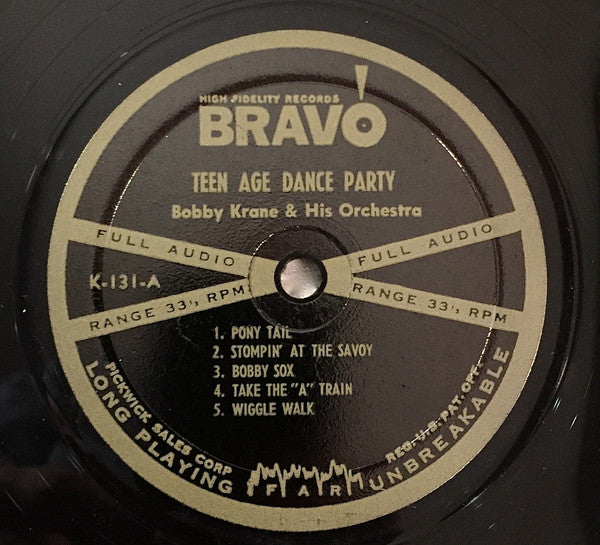 HIGH FIDELITY RECORDS
BRAVO
TEEN AGE DANCE PARTY
Bobby Krane & His Orchestra
FULL AUDIO
FULL AUDIO
K-131-A
RANGE 33⅓ RPM
RANGE 33⅓ RPM
1. PONY TAIL
2. STOMPIN' AT THE SAVOY
3. BOBBY SOX
4. TAKE THE "A" TRAIN
5. WIGGLE WALK
PICKWICK SALES CORP
REG. U.S. PAT. OFF.
LONG PLAYING
FAR
UNBREAKABLE